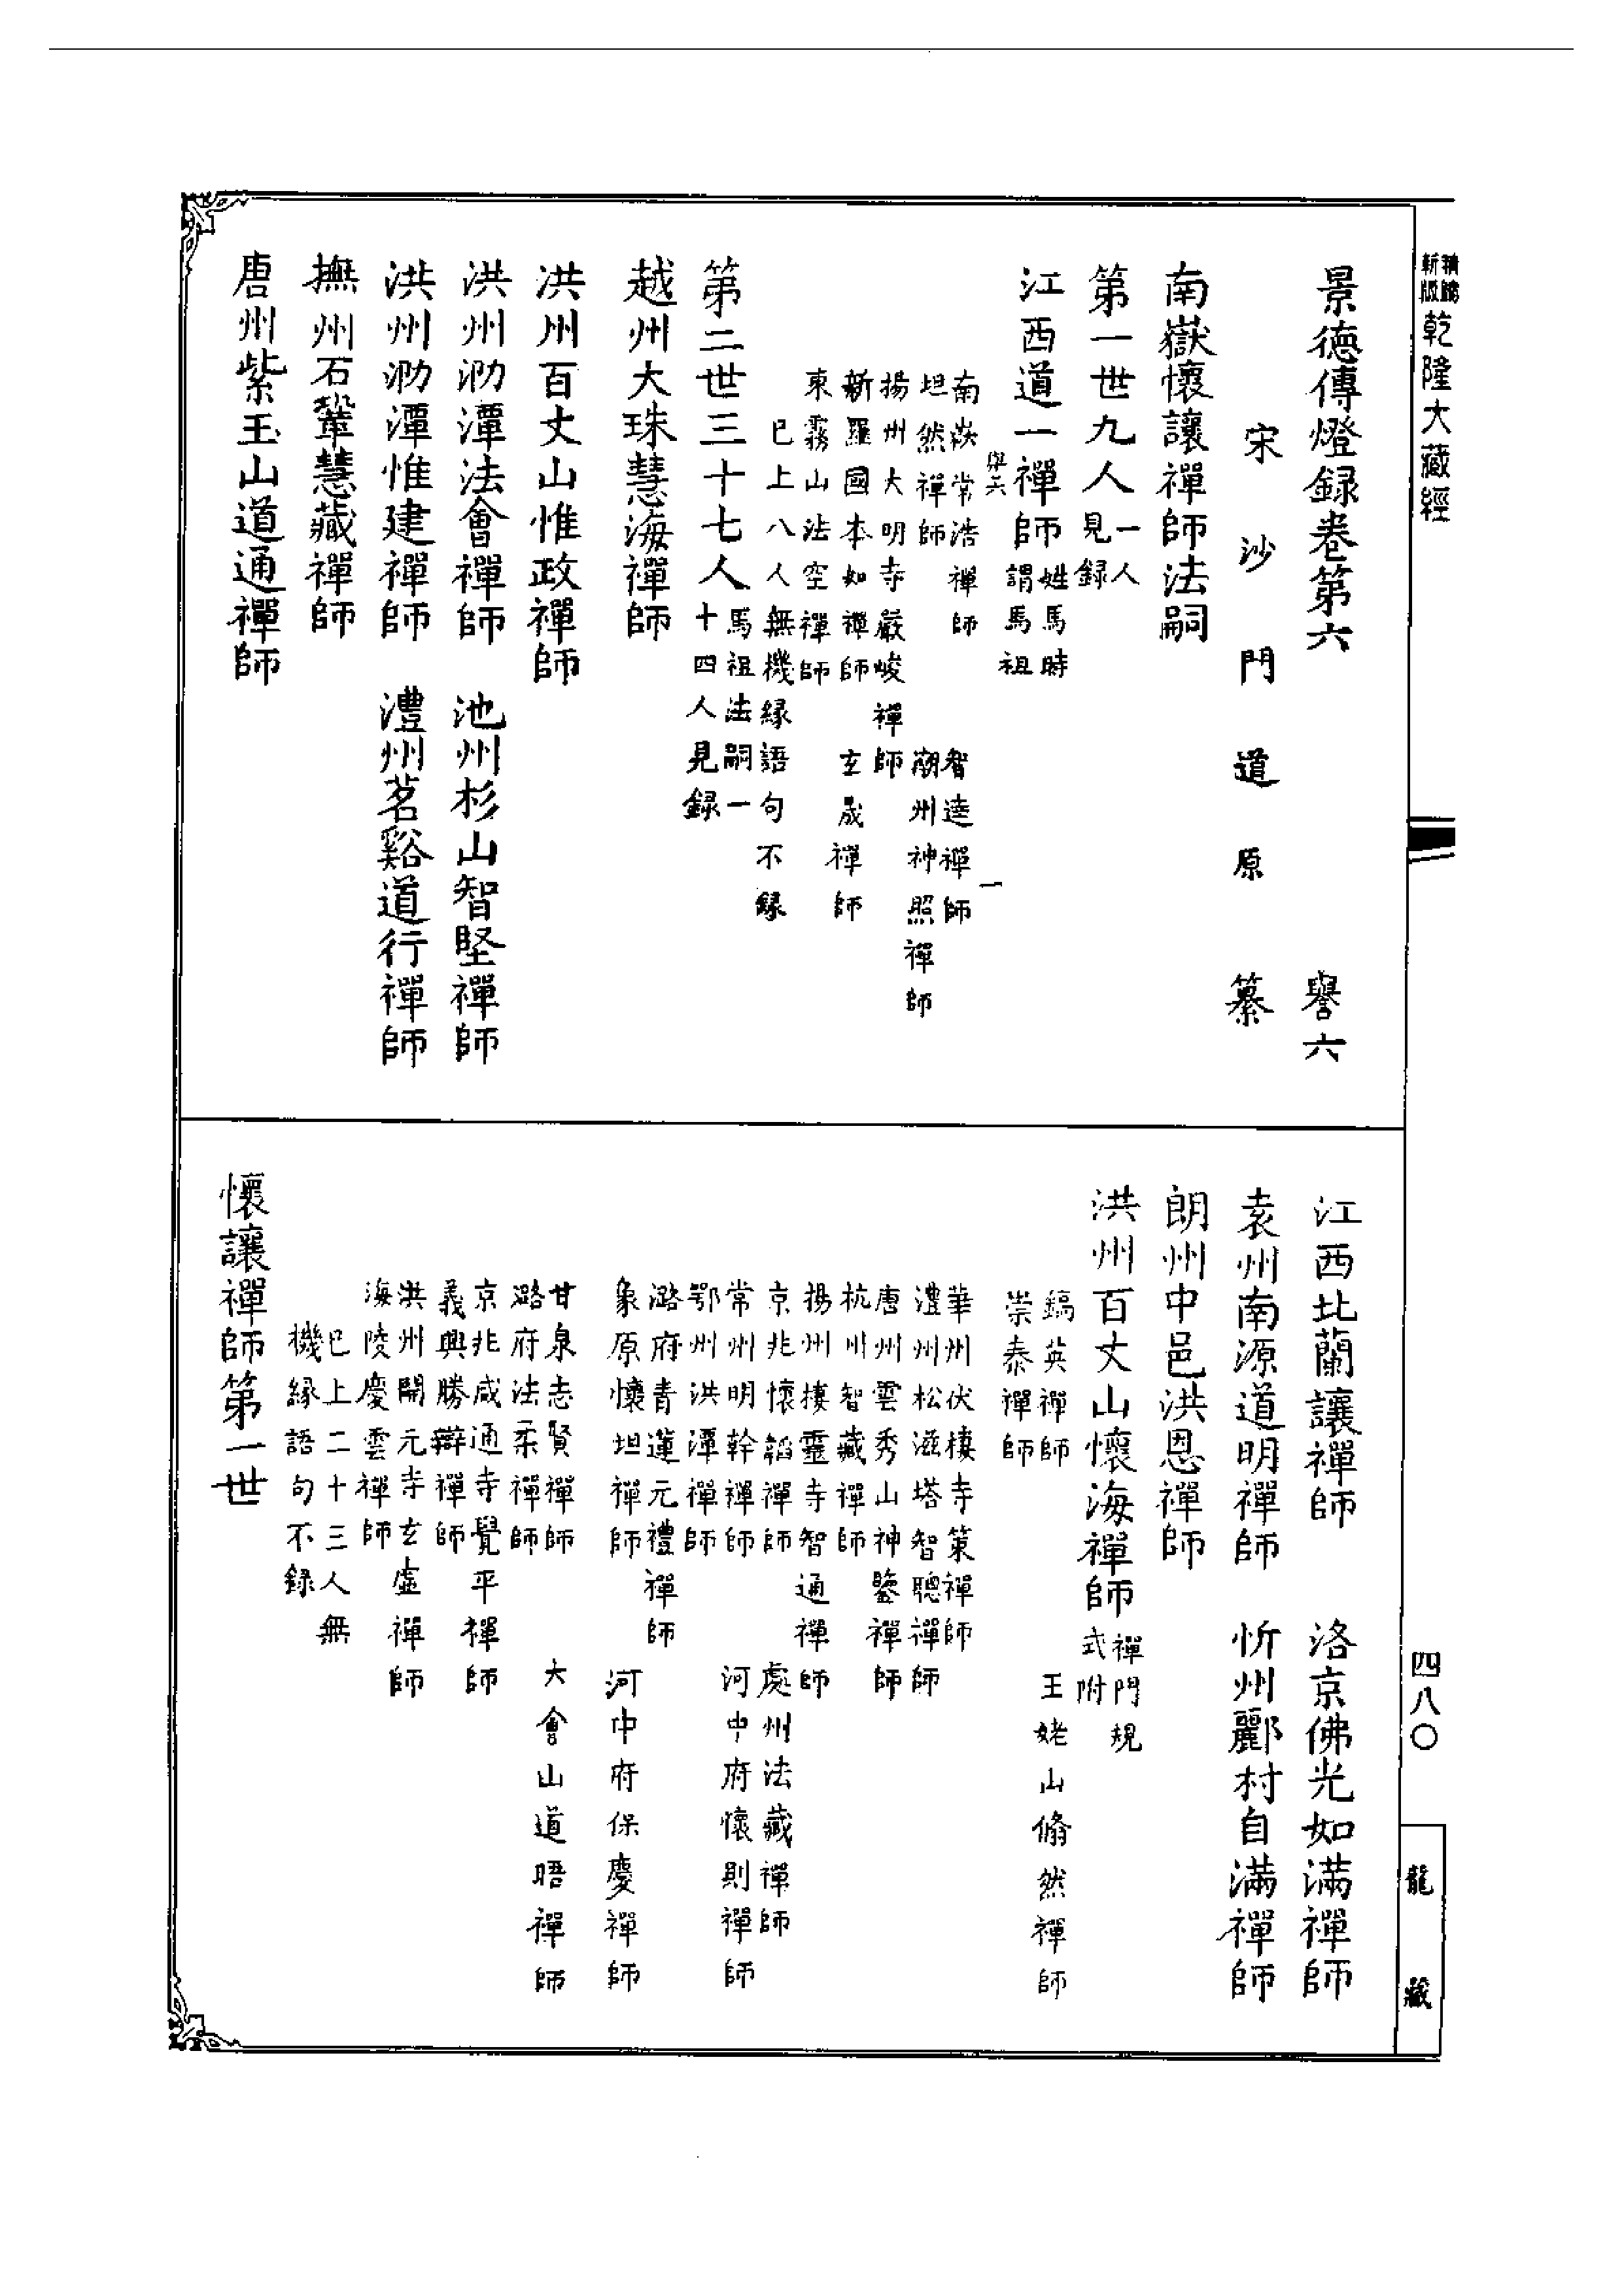 新版 乾隆大藏經
景德傳燈錄卷第六 譽六
宋沙門道原纂
南嶽懷讓禪師法嗣
第一世九人一人見錄
江西道一禪師姓馬時謂馬祖
南嶽常浩禪師 智達禪師
坦然禪師 潮州神照禪師
揚州大明寺嚴峻禪師
新羅國本如禪師 玄晟禪師
東霧山法空禪師
已上八人無機緣語句不錄
第二世三十七人馬祖法嗣一十四人見錄
越州大珠慧海禪師
洪州百丈山惟政禪師
洪州泐潭法會禪師 池州杉山智堅禪師
洪州泐潭惟建禪師 澧州茗谿道行禪師
撫州石鞏慧藏禪師
唐州紫玉山道通禪師
江西北蘭讓禪師 洛京佛光如滿禪師
袁州南源道明禪師 忻州酈村自滿禪師
朗州中邑洪恩禪師
洪州百丈山懷海禪師禪門規式附
鎬英禪師 王姥山翛然禪師
崇泰禪師
華州伏棲寺策禪師
澧州松滋塔智聰禪師
唐州雲秀山神鑒禪師
杭州智藏禪師
揚州棲靈寺智通禪師
京兆懷韜禪師 處州法藏禪師
常州明幹禪師 河中府懷則禪師
鄂州洪潭禪師
潞府青蓮元禮禪師
象原懷坦禪師 河中府保慶禪師
甘泉志賢禪師 大會山道晤禪師
潞府法柔禪師
京兆咸通寺覺平禪師
義興勝辯禪師
洪州開元寺玄虛禪師
海陵慶雲禪師
已上二十三人無
機緣語句不錄
懷讓禪師第一世
四八〇
龍藏